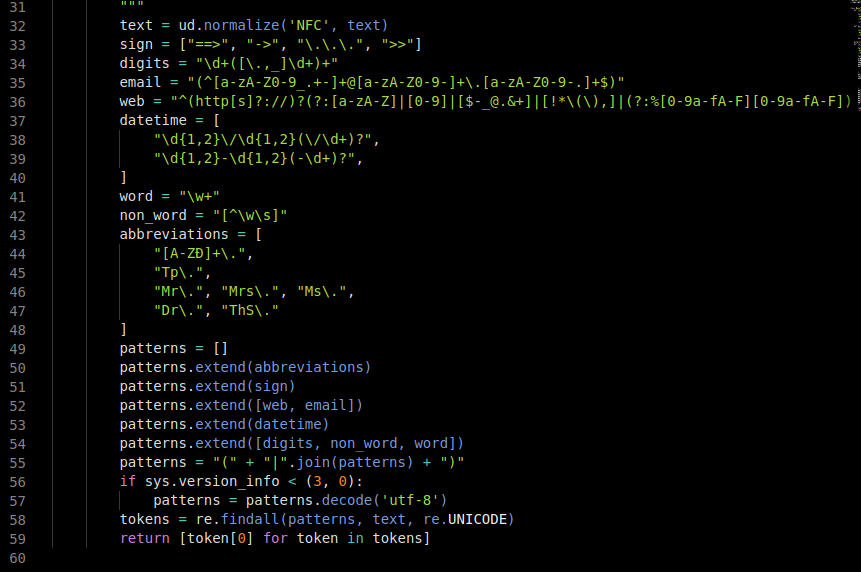 31 """
32 text = ud.normalize('NFC', text)
33 sign = ["==>", "->", "\.\.\.", ">>"]
34 digits = "\d+([\.,_]\d+)+"
35 email = "(^[a-zA-Z0-9_.+-]+@[a-zA-Z0-9-]+\.[a-zA-Z0-9-.]+$)"
36 web = "^(http[s]?://)?(?:[a-zA-Z]|[0-9]|[$-_@.&+]|[!*\(\),]|(?:%[0-9a-fA-F][0-9a-fA-F])
37 datetime = [
38 "\d{1,2}\/\d{1,2}(\/\d+)?",
39 "\d{1,2}-\d{1,2}(-\d+)?",
40 ]
41 word = "\w+"
42 non_word = "[^\w\s]"
43 abbreviations = [
44 "[A-ZĐ]+\.",
45 "Tp\.",
46 "Mr\.", "Mrs\.", "Ms\.",
47 "Dr\.", "ThS\."
48 ]
49 patterns = []
50 patterns.extend(abbreviations)
51 patterns.extend(sign)
52 patterns.extend([web, email])
53 patterns.extend(datetime)
54 patterns.extend([digits, non_word, word])
55 patterns = "(" + "|".join(patterns) + ")"
56 if sys.version_info < (3, 0):
57 patterns = patterns.decode('utf-8')
58 tokens = re.findall(patterns, text, re.UNICODE)
59 return [token[0] for token in tokens]
60